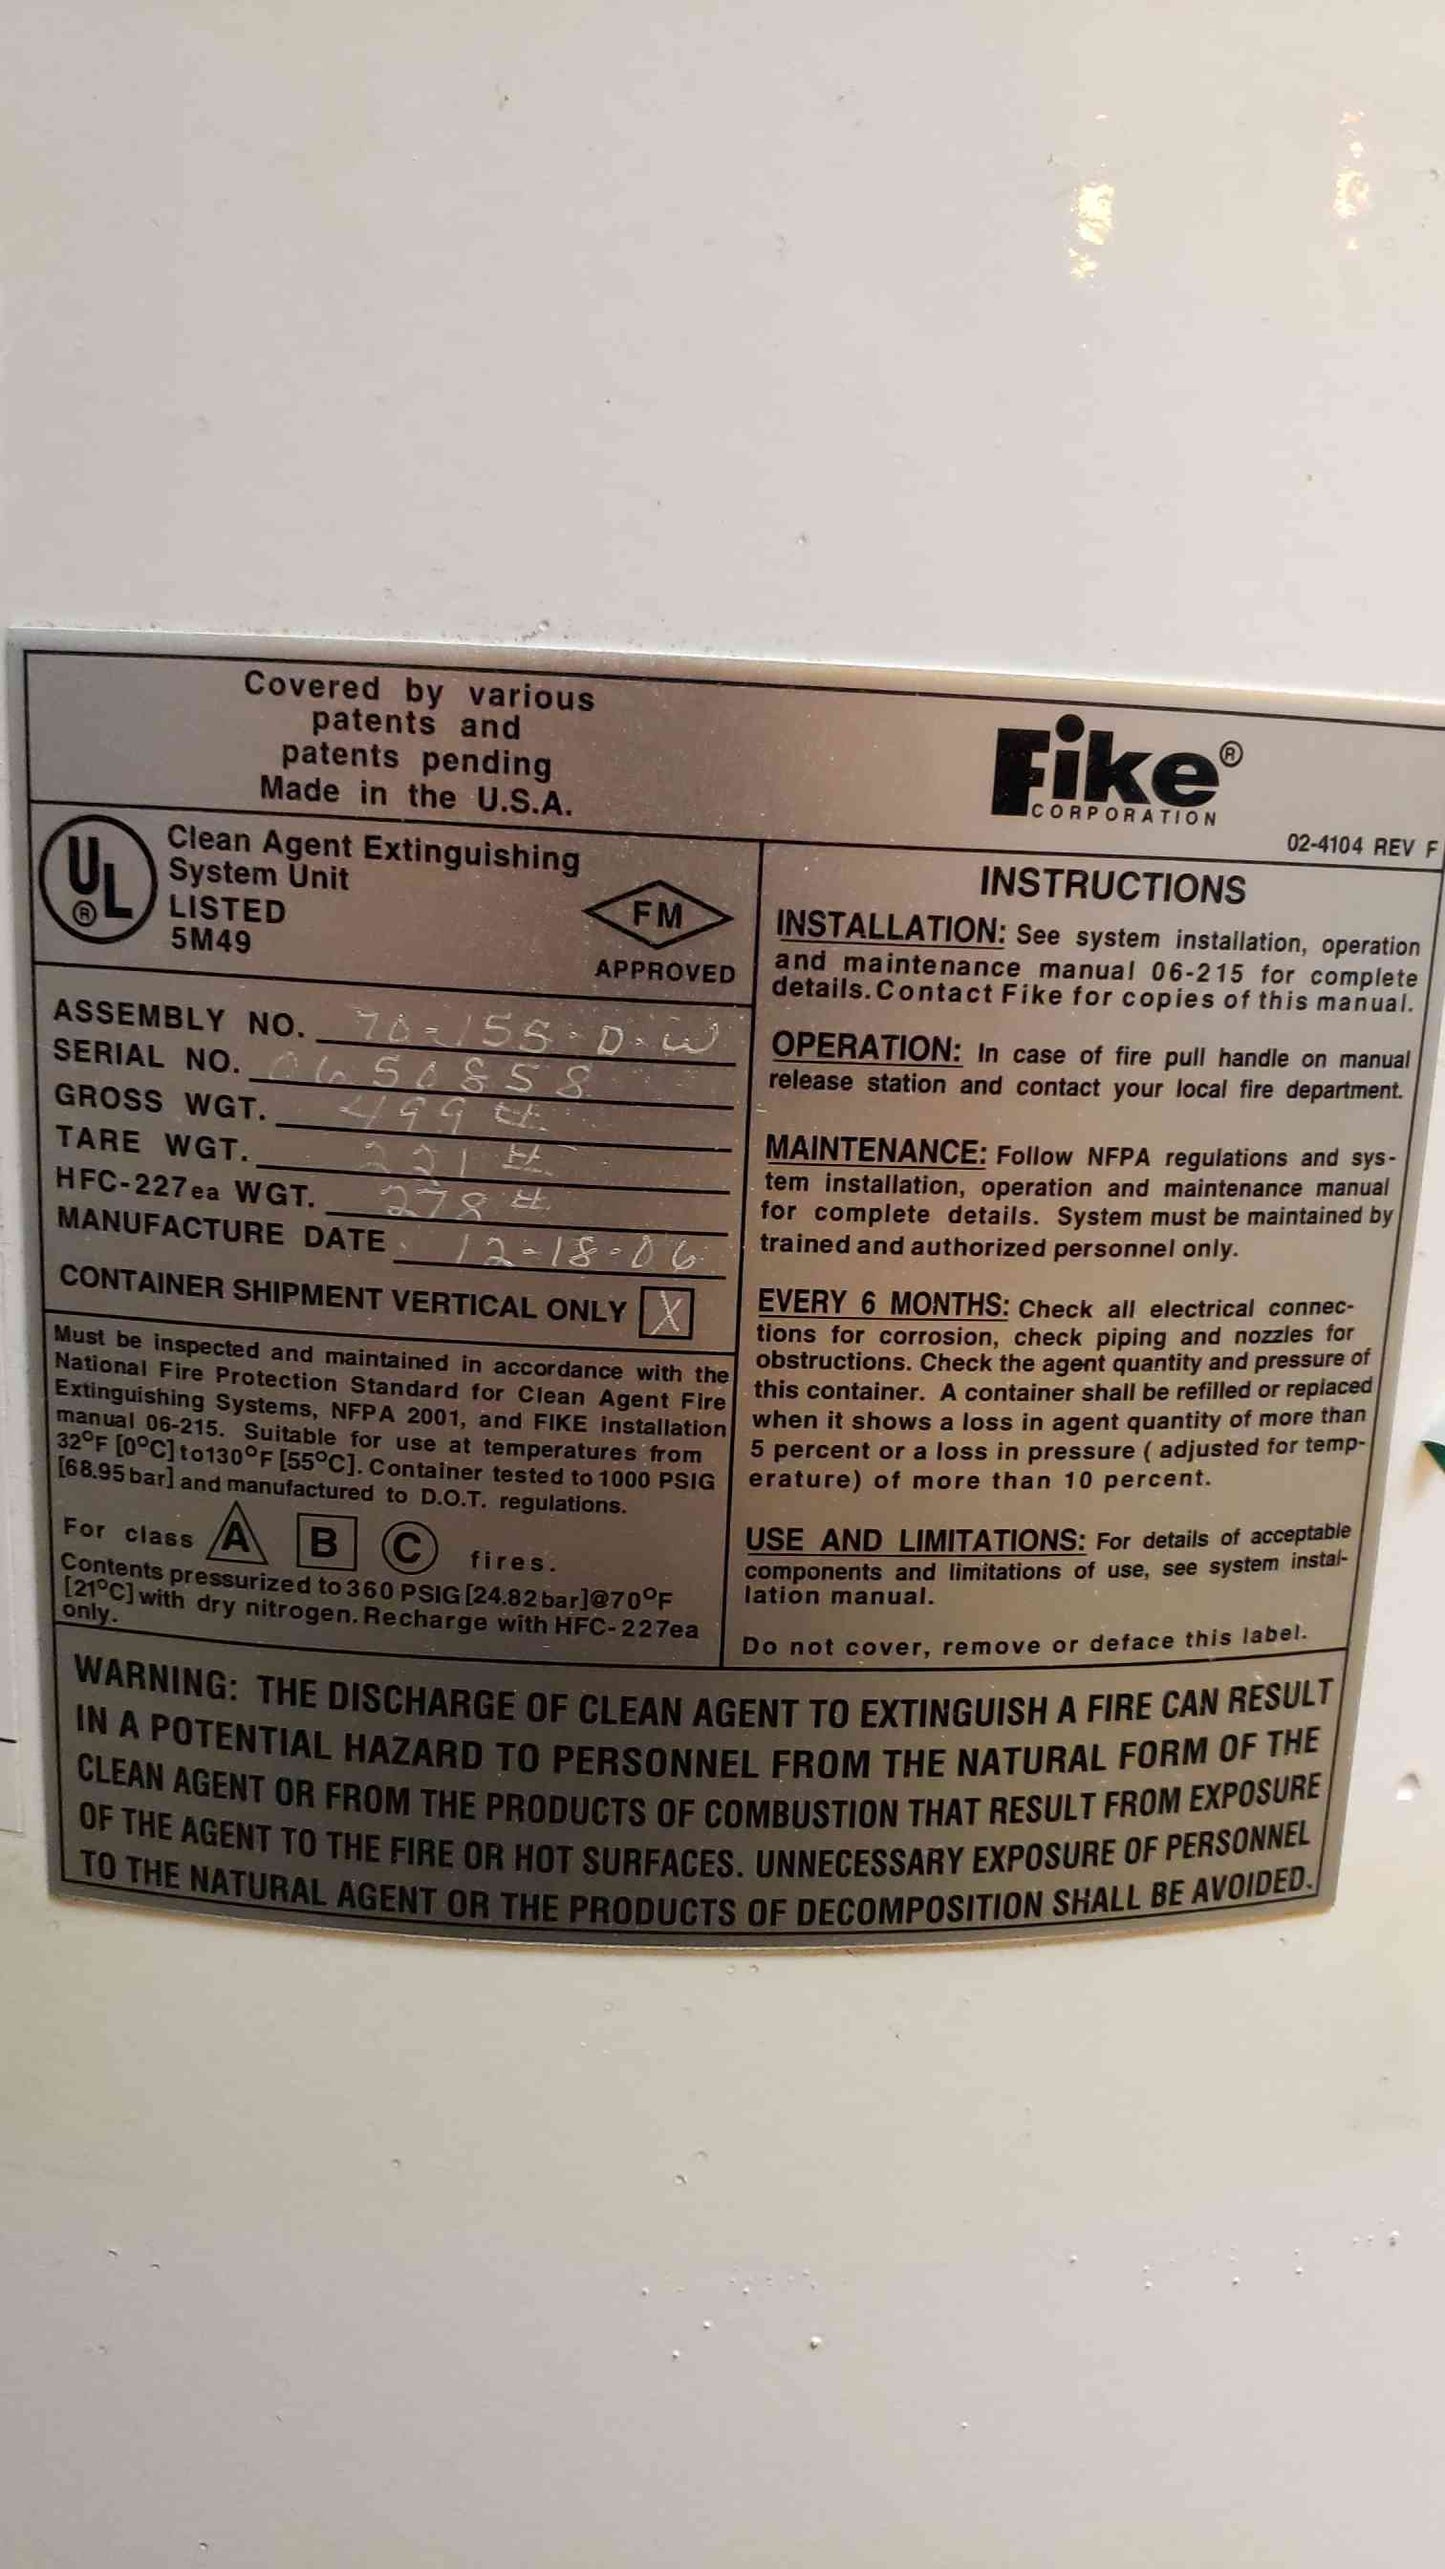 Covered by various
patents and
patents pending
Made in the U.S.A.
Fike®
CORPORATION
02-4104 REV F
UL®
Clean Agent Extinguishing
System Unit
LISTED
5M49
FM
APPROVED
ASSEMBLY NO. 70-155-D-W
SERIAL NO. 0650858
GROSS WGT. 499 #
TARE WGT. 221 #
HFC-227ea WGT. 278 #
MANUFACTURE DATE 12-18-06
CONTAINER SHIPMENT VERTICAL ONLY X
Must be inspected and maintained in accordance with the
National Fire Protection Standard for Clean Agent Fire
Extinguishing Systems, NFPA 2001, and FIKE installation
manual 06-215. Suitable for use at temperatures from
32°F [0°C] to 130°F [55°C]. Container tested to 1000 PSIG
[68.95 bar] and manufactured to D.O.T. regulations.
For class A B C fires.
Contents pressurized to 360 PSIG [24.82 bar]@70°F
[21°C] with dry nitrogen. Recharge with HFC-227ea
only.
INSTRUCTIONS
INSTALLATION: See system installation, operation
and maintenance manual 06-215 for complete
details. Contact Fike for copies of this manual.
OPERATION: In case of fire pull handle on manual
release station and contact your local fire department.
MAINTENANCE: Follow NFPA regulations and sys-
tem installation, operation and maintenance manual
for complete details. System must be maintained by
trained and authorized personnel only.
EVERY 6 MONTHS: Check all electrical connec-
tions for corrosion, check piping and nozzles for
obstructions. Check the agent quantity and pressure of
this container. A container shall be refilled or replaced
when it shows a loss in agent quantity of more than
5 percent or a loss in pressure ( adjusted for temp-
erature) of more than 10 percent.
USE AND LIMITATIONS: For details of acceptable
components and limitations of use, see system instal-
lation manual.
Do not cover, remove or deface this label.
WARNING: THE DISCHARGE OF CLEAN AGENT TO EXTINGUISH A FIRE CAN RESULT
IN A POTENTIAL HAZARD TO PERSONNEL FROM THE NATURAL FORM OF THE
CLEAN AGENT OR FROM THE PRODUCTS OF COMBUSTION THAT RESULT FROM EXPOSURE
OF THE AGENT TO THE FIRE OR HOT SURFACES. UNNECESSARY EXPOSURE OF PERSONNEL
TO THE NATURAL AGENT OR THE PRODUCTS OF DECOMPOSITION SHALL BE AVOIDED.